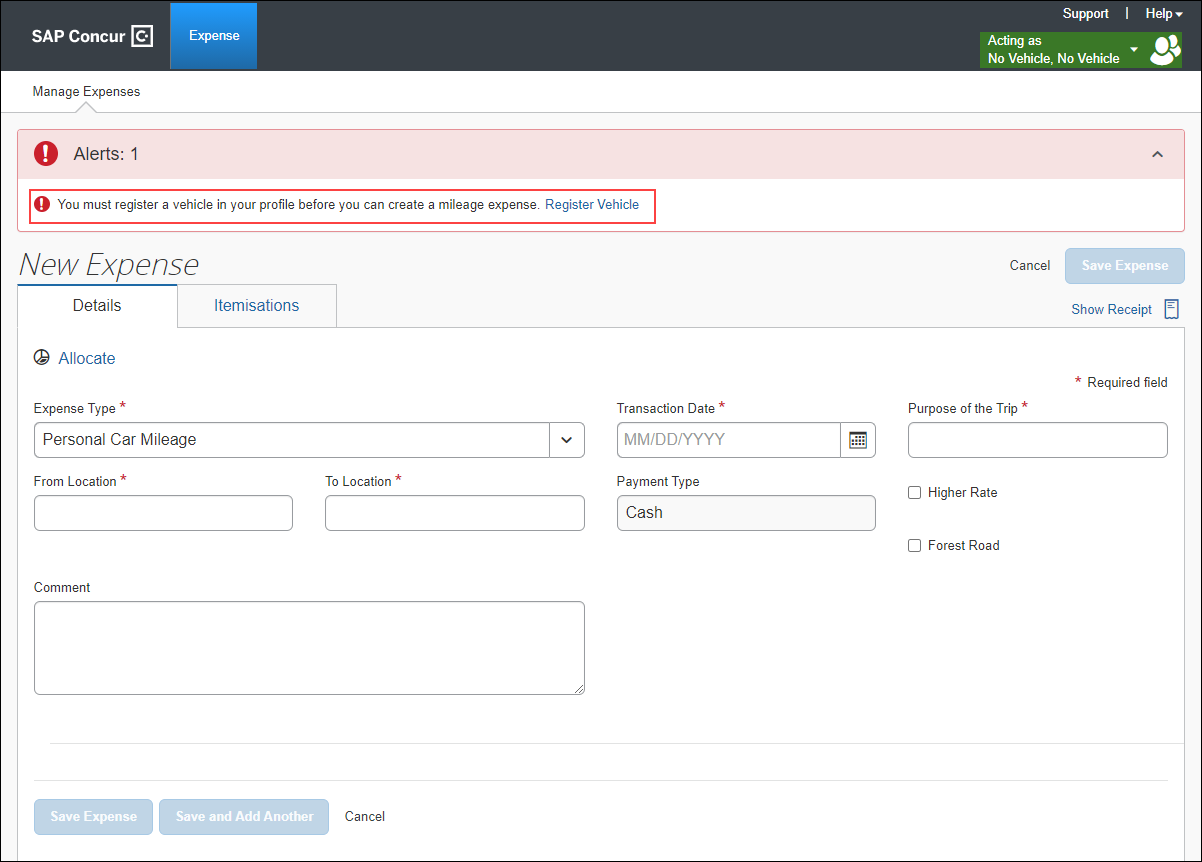 Support | Help
SAP Concur C
Expense
Acting as
No Vehicle, No Vehicle
Manage Expenses
! Alerts: 1
! You must register a vehicle in your profile before you can create a mileage expense. Register Vehicle
New Expense
Cancel
Save Expense
Details
Itemisations
Show Receipt
Allocate
* Required field
Expense Type *
Transaction Date *
Purpose of the Trip *
Personal Car Mileage
MM/DD/YYYY
From Location *
To Location *
Payment Type
Cash
Higher Rate
Forest Road
Comment
Save Expense
Save and Add Another
Cancel